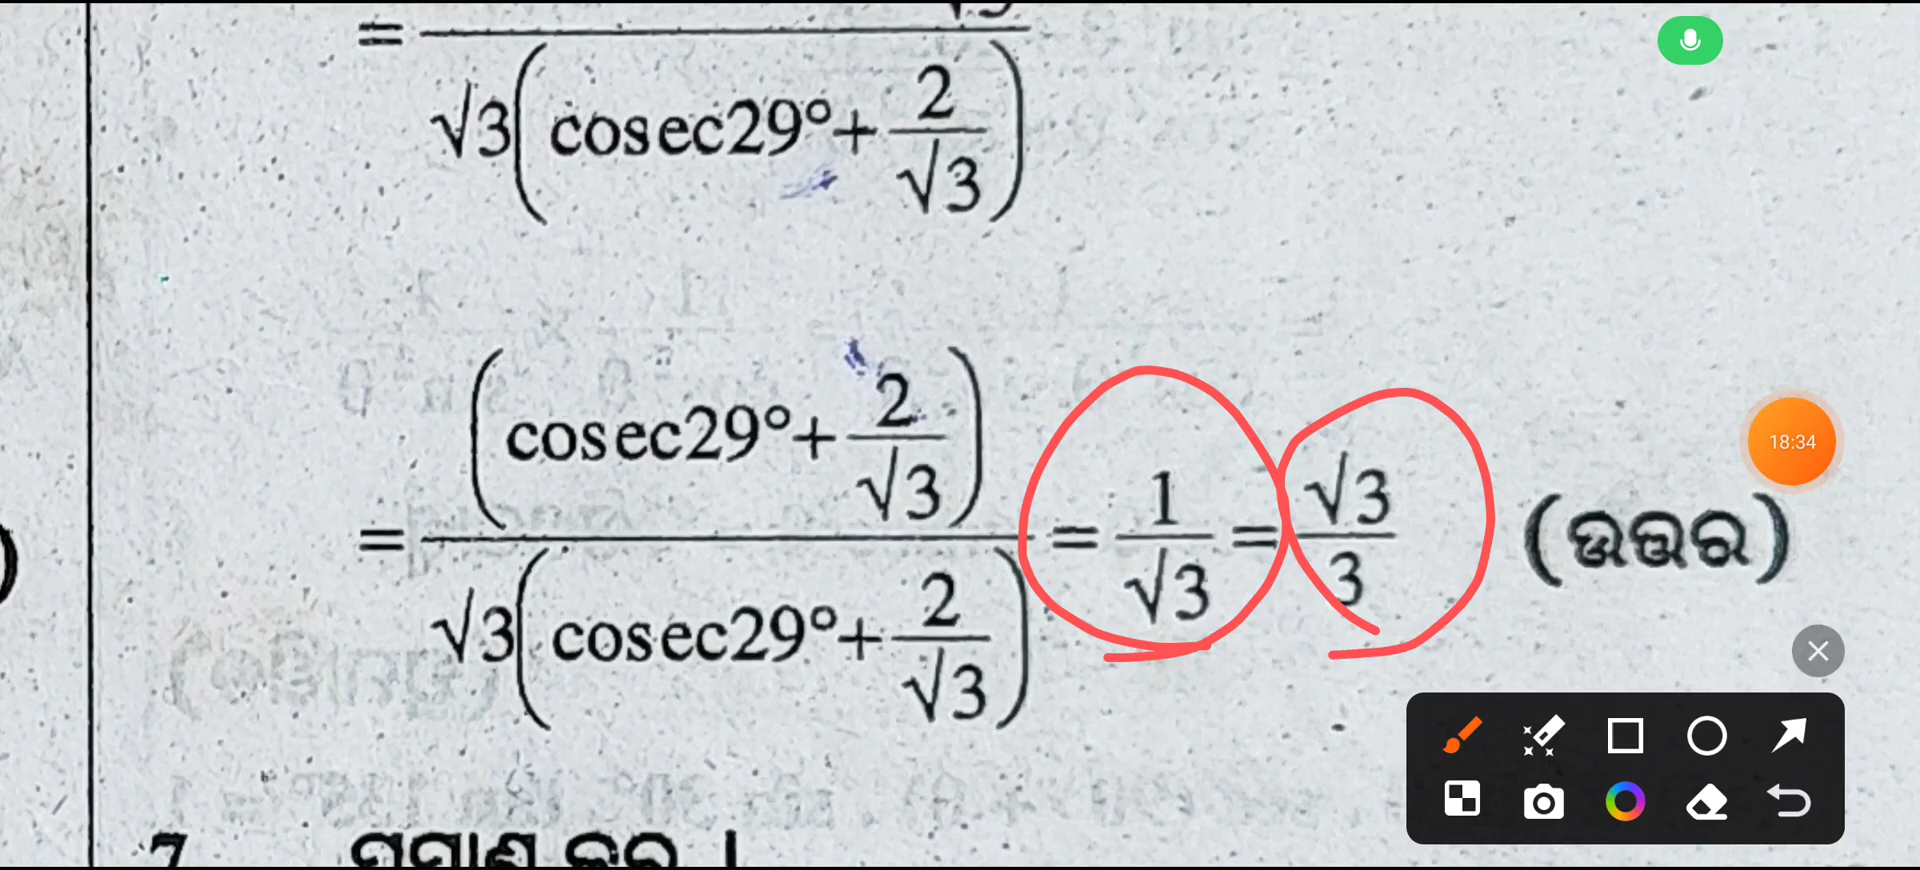 = / √3(cosec29°+ 2/√3)
= (cosec29°+ 2/√3) / √3(cosec29°+ 2/√3) = 1/√3 = √3/3 (ଉତ୍ତର)
18:34
7